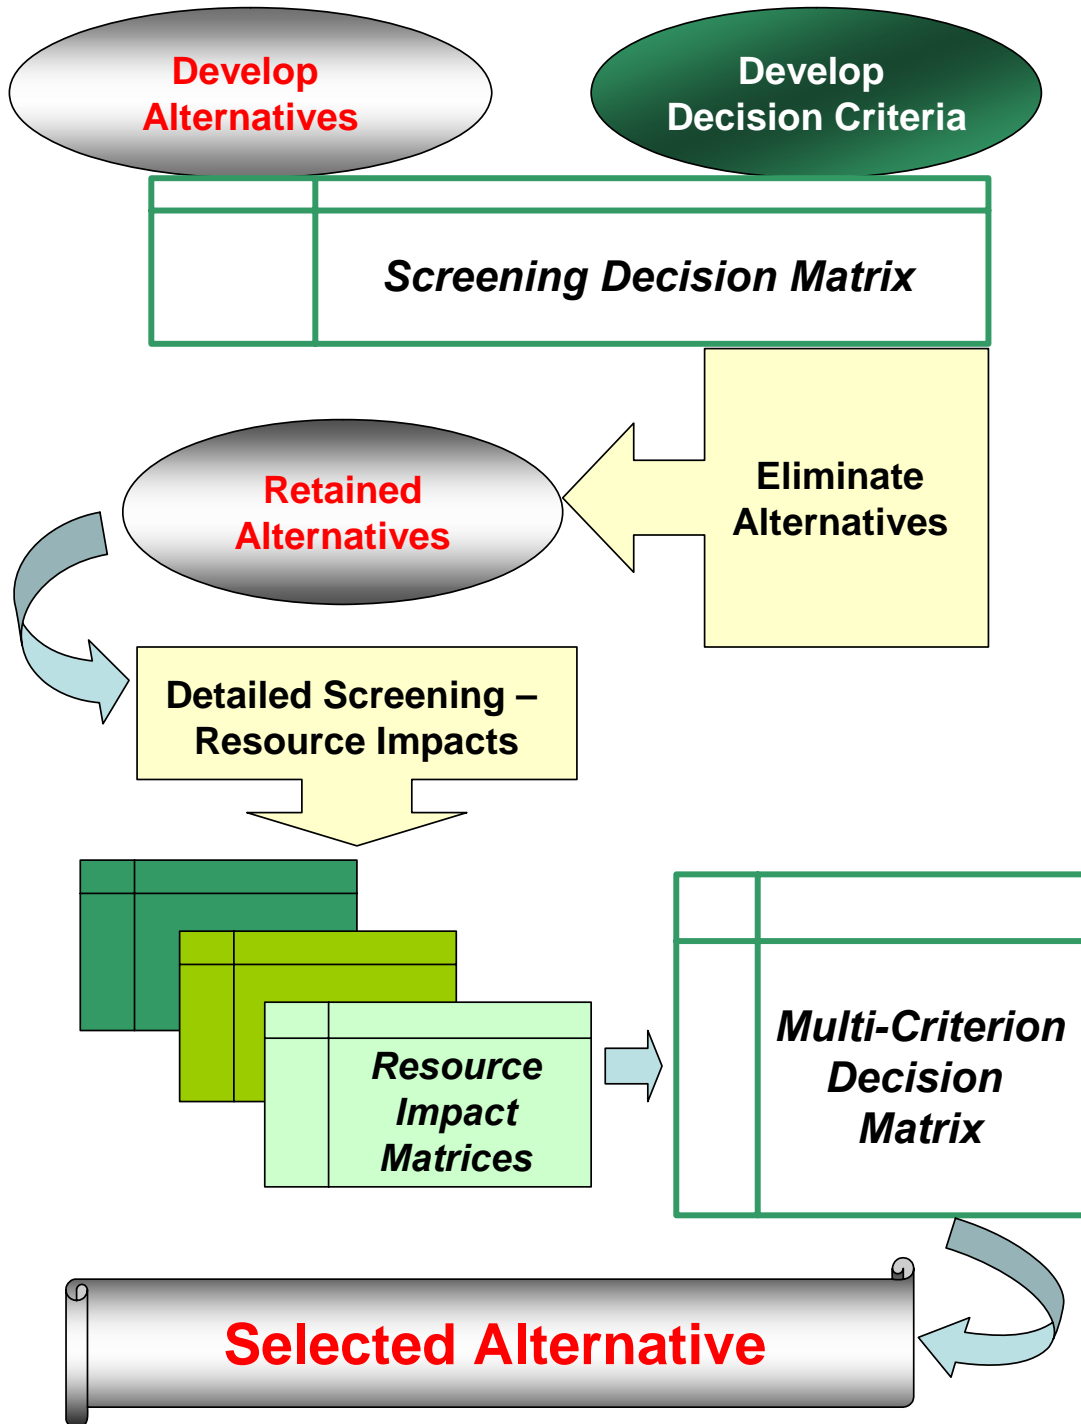 Develop
Alternatives
Develop
Decision Criteria
Screening Decision Matrix
Eliminate
Alternatives
Retained
Alternatives
Detailed Screening –
Resource Impacts
Resource
Impact
Matrices
Multi-Criterion
Decision
Matrix
Selected Alternative